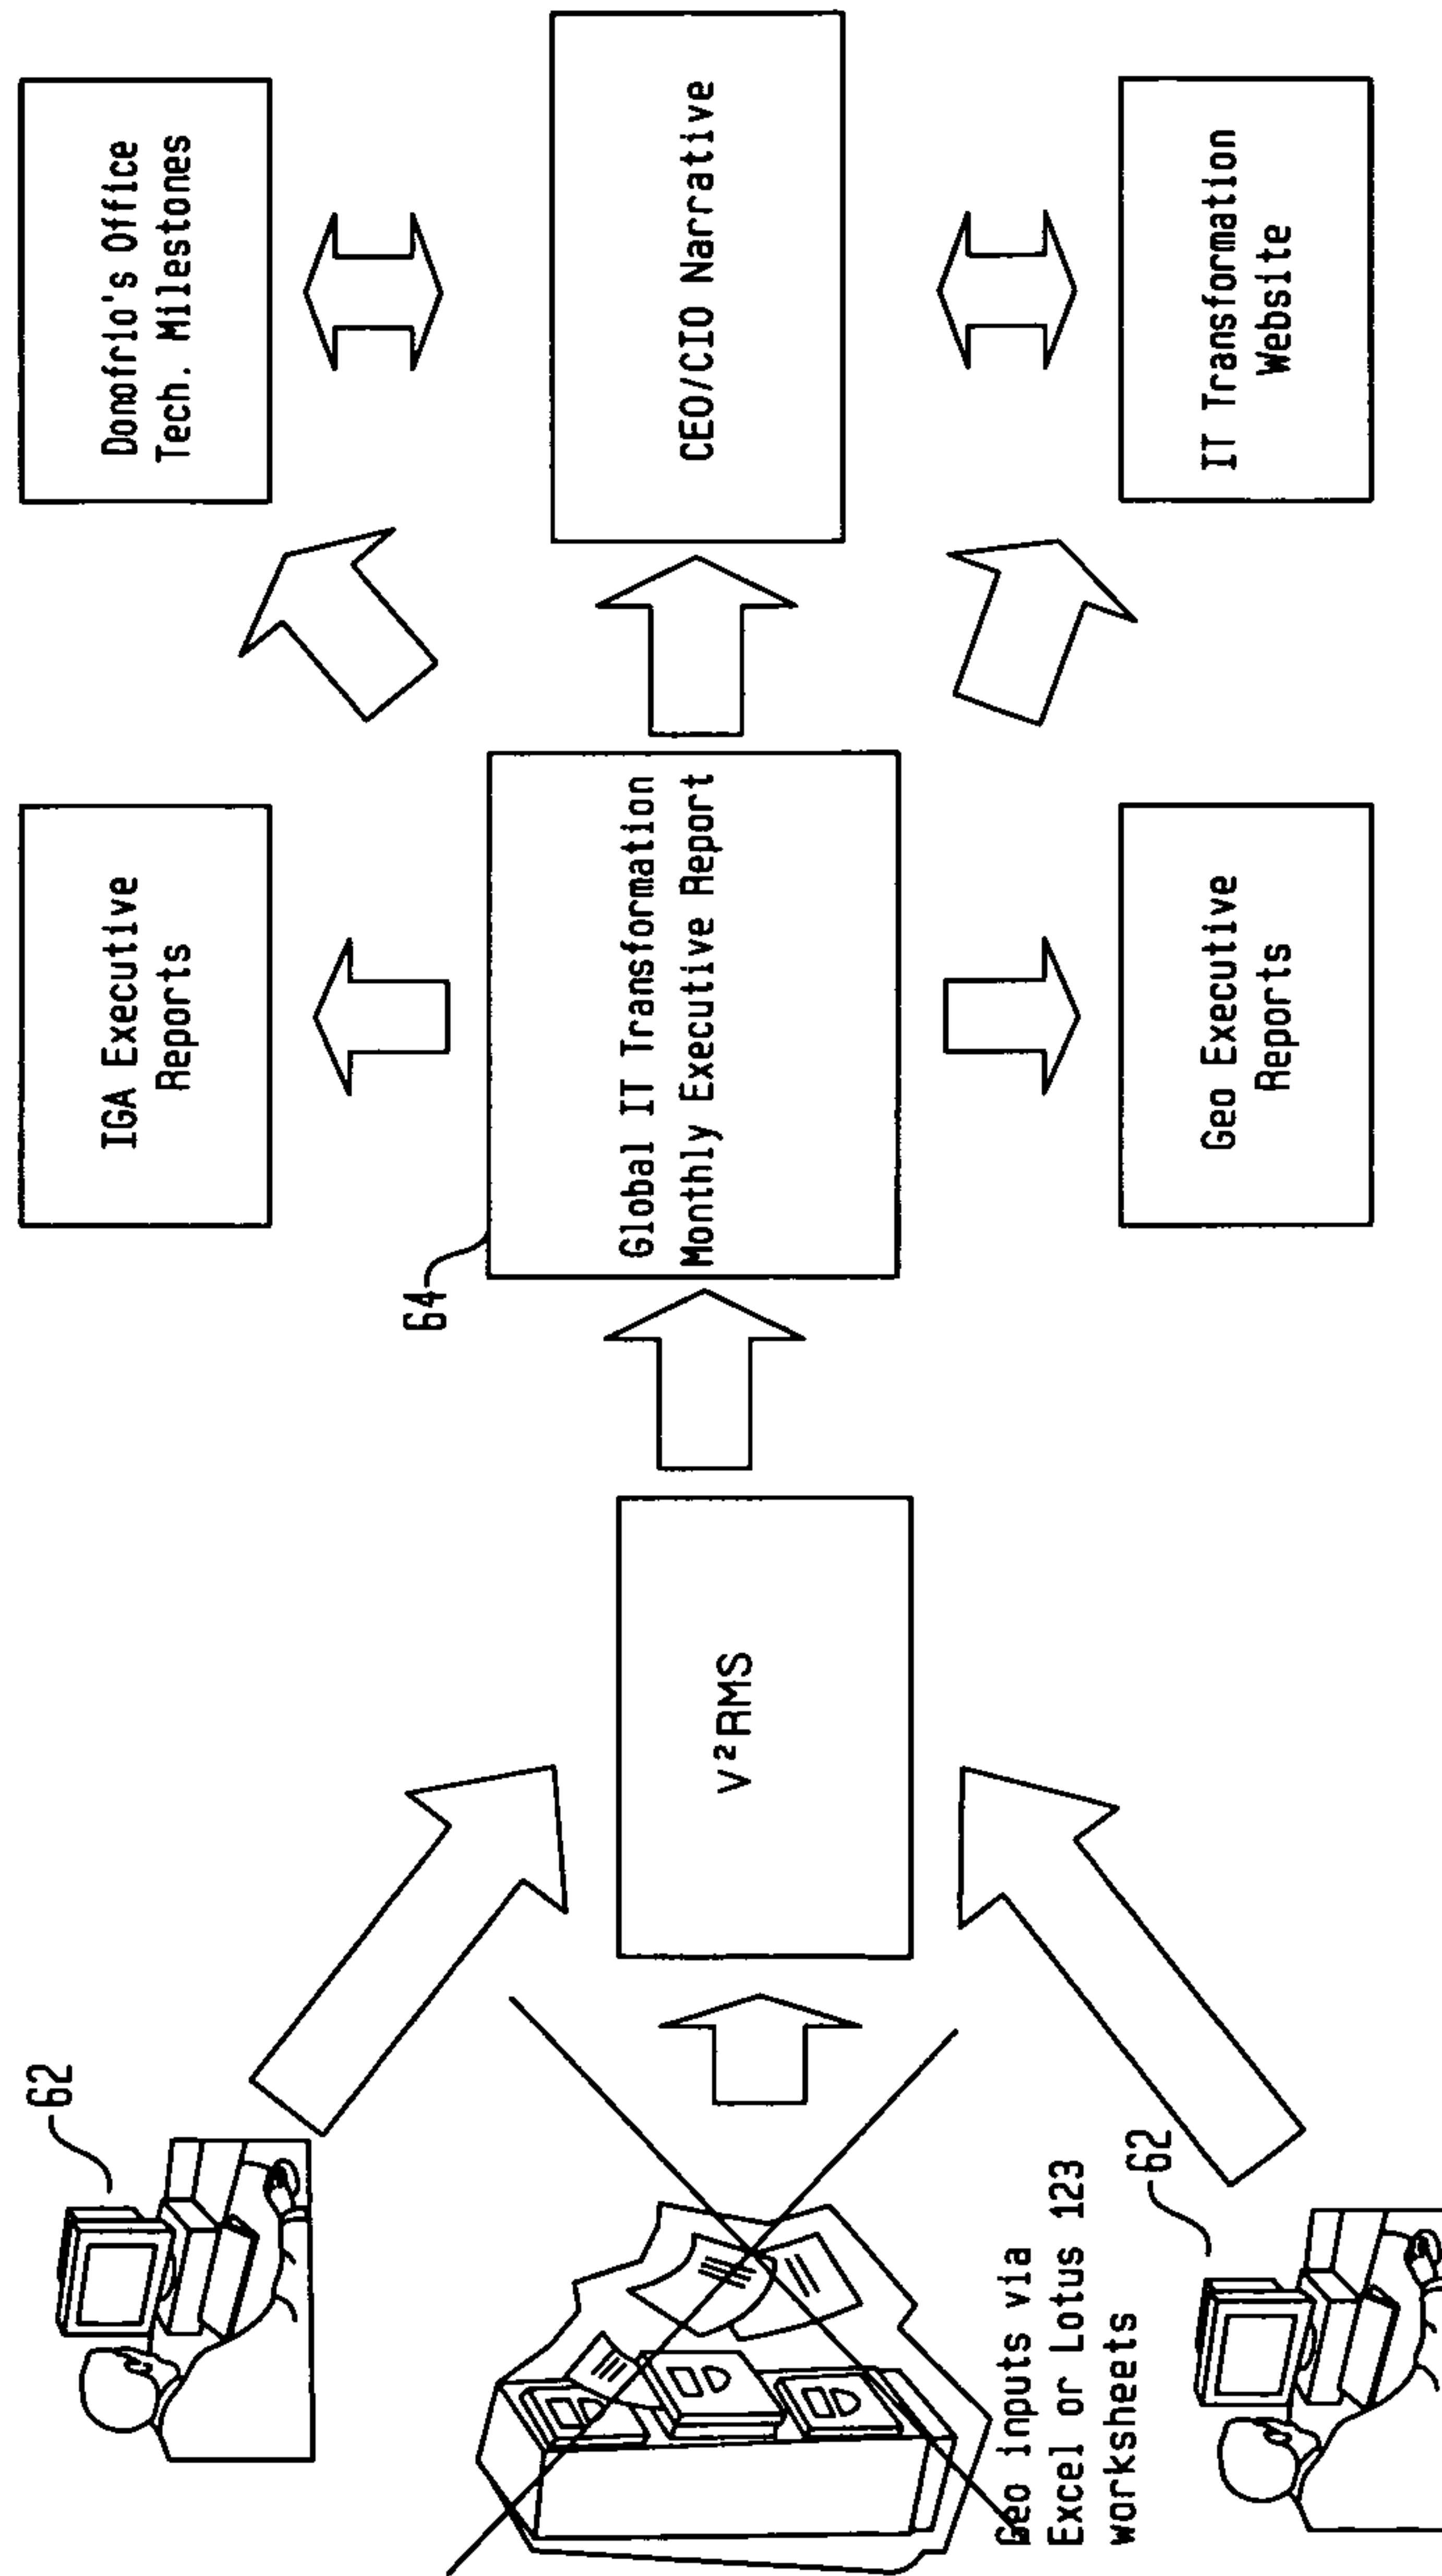 62
Geo inputs via
Excel or Lotus 123
worksheets
62
V²RMS
64
Global IT Transformation
Monthly Executive Report
IGA Executive
Reports
Geo Executive
Reports
Donofrio's Office
Tech. Milestones
CEO/CIO Narrative
IT Transformation
Website